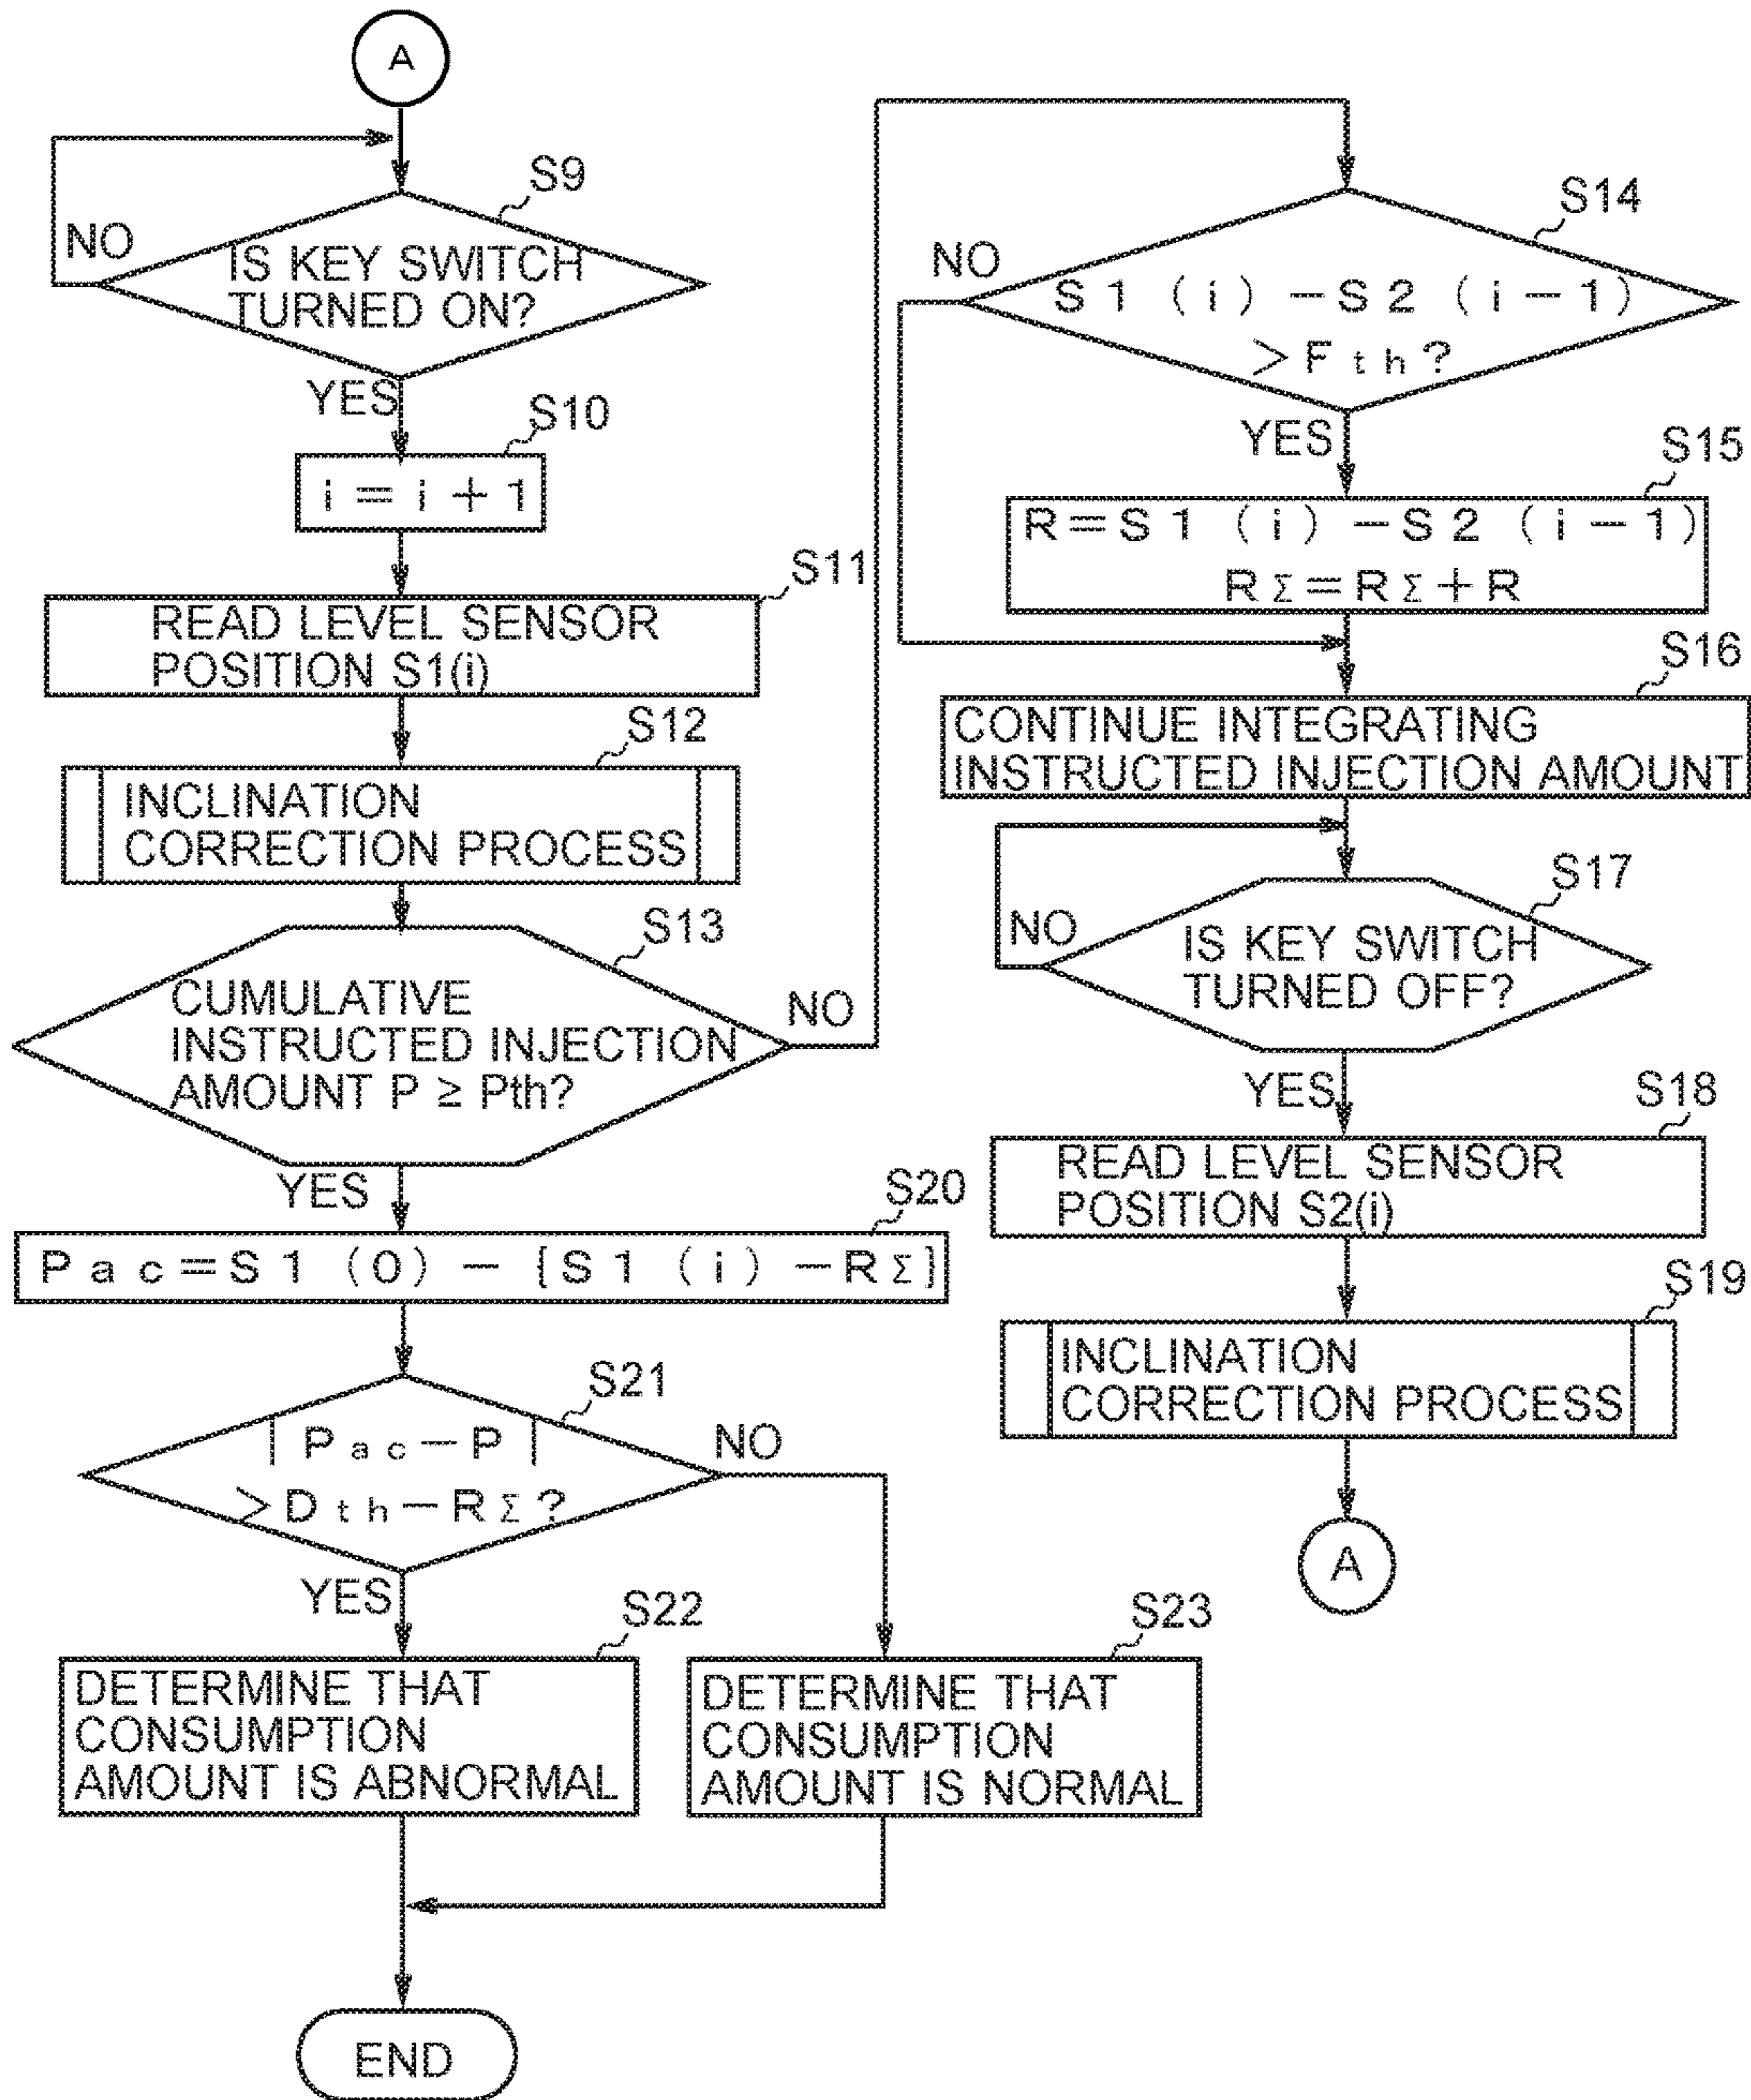 A
S9
NO
IS KEY SWITCH
TURNED ON?
YES
S10
i = i + 1
S11
READ LEVEL SENSOR
POSITION S1(i)
S12
INCLINATION
CORRECTION PROCESS
S13
CUMULATIVE
INSTRUCTED INJECTION
AMOUNT P ≥ Pth?
NO
YES
S20
Pac=S1(0)-{S1(i)-RΣ}
S21
|Pac-P|
>Dth-RΣ?
NO
YES
S22
DETERMINE THAT
CONSUMPTION
AMOUNT IS ABNORMAL
S23
DETERMINE THAT
CONSUMPTION
AMOUNT IS NORMAL
END
S14
NO
S1(i)-S2(i-1)
>Fth?
YES
S15
R=S1(i)-S2(i-1)
RΣ=RΣ+R
S16
CONTINUE INTEGRATING
INSTRUCTED INJECTION AMOUNT
S17
NO
IS KEY SWITCH
TURNED OFF?
YES
S18
READ LEVEL SENSOR
POSITION S2(i)
S19
INCLINATION
CORRECTION PROCESS
A